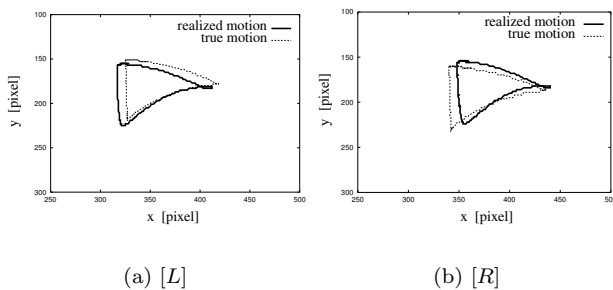 realized motion
true motion
100
150
200
250
300
250
300
350
400
450
500
y [pixel]
x [pixel]
(a) [L]
realized motion
true motion
100
150
200
250
300
250
300
350
400
450
500
y [pixel]
x [pixel]
(b) [R]